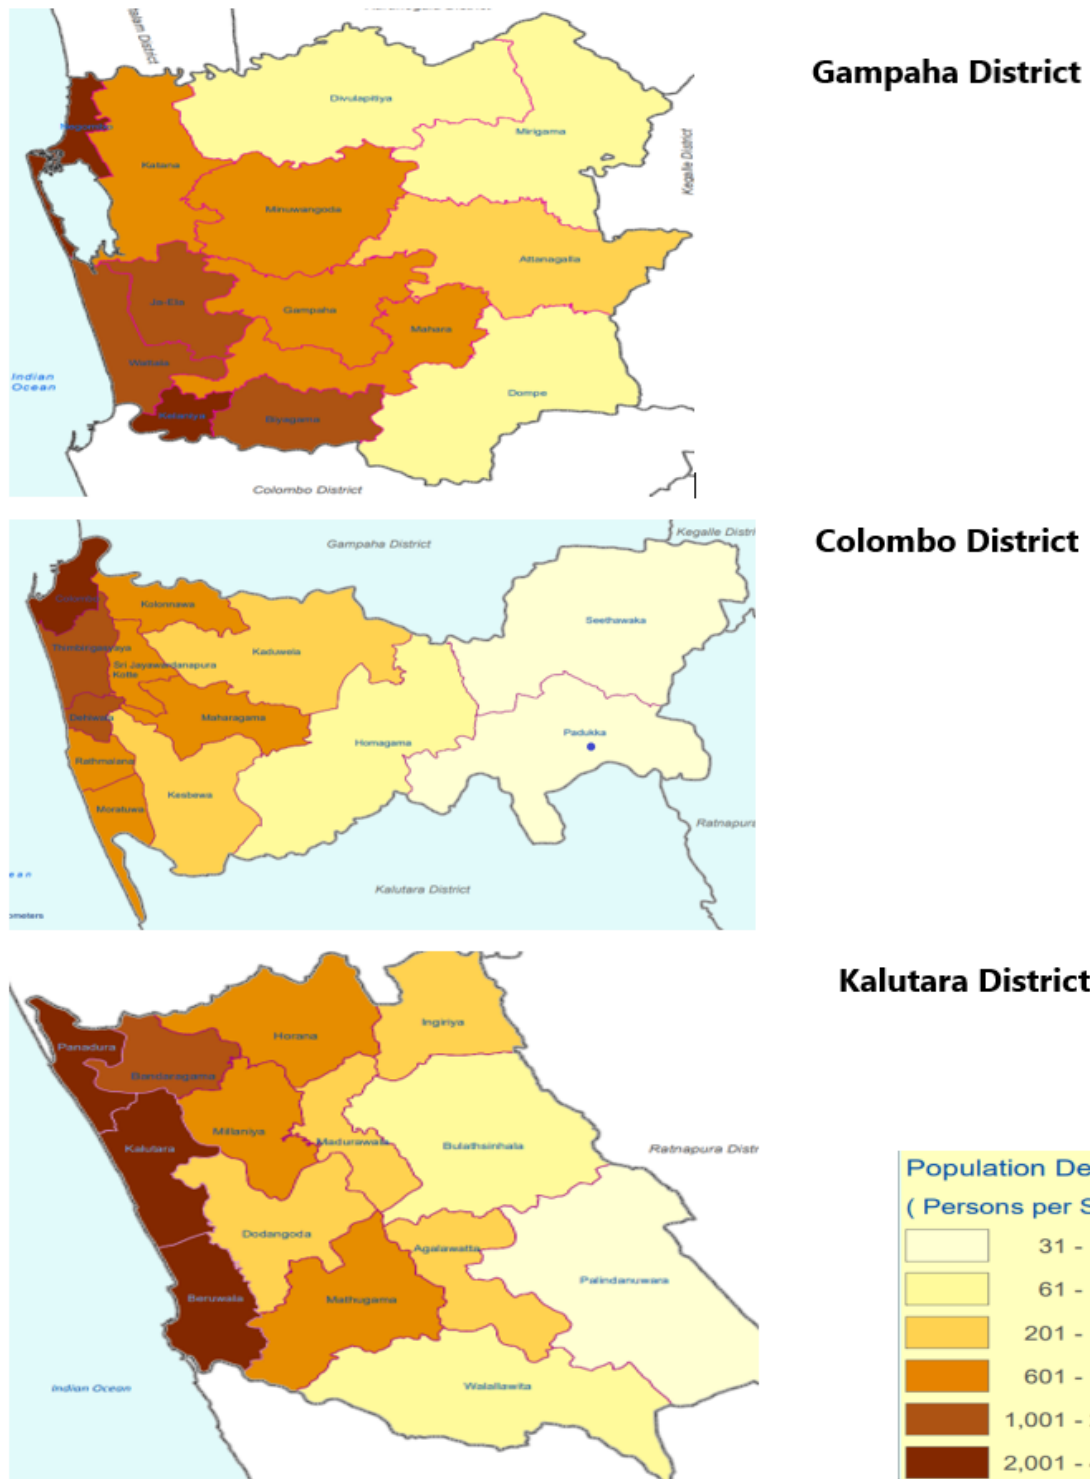 Gampaha District
Divulapitiya
Mirigama
Negombo
Katana
Kegalle District
Minuwangoda
Attanagalla
Ja-Ela
Gampaha
Mahara
Wattala
Indian
Ocean
Dompe
Kelaniya
Biyagama
Colombo District
Colombo District
Kegalle Distri
Gampaha District
Colombo
Kolonnawa
Seethawaka
Thimbirigasyaya
Kaduwela
Sri Jayawardanapura
Kotte
Dehiwala
Maharagama
Padukka
Homagama
Rathmalana
Kesbewa
Moratuwa
Ratnapura
Kalutara District
ean
ometers
Kalutara District
Ingiriya
Horana
Panadura
Bandaragama
Millaniya
Madurawala
Bulathsinhala
Kalutara
Ratnapura Distr
Dodangoda
Agalawatta
Palindanuwara
Beruwala
Mathugama
Walallawita
Indian Ocean
Population De
( Persons per S
31 -
61 -
201 -
601 -
1,001 -
2,001 -